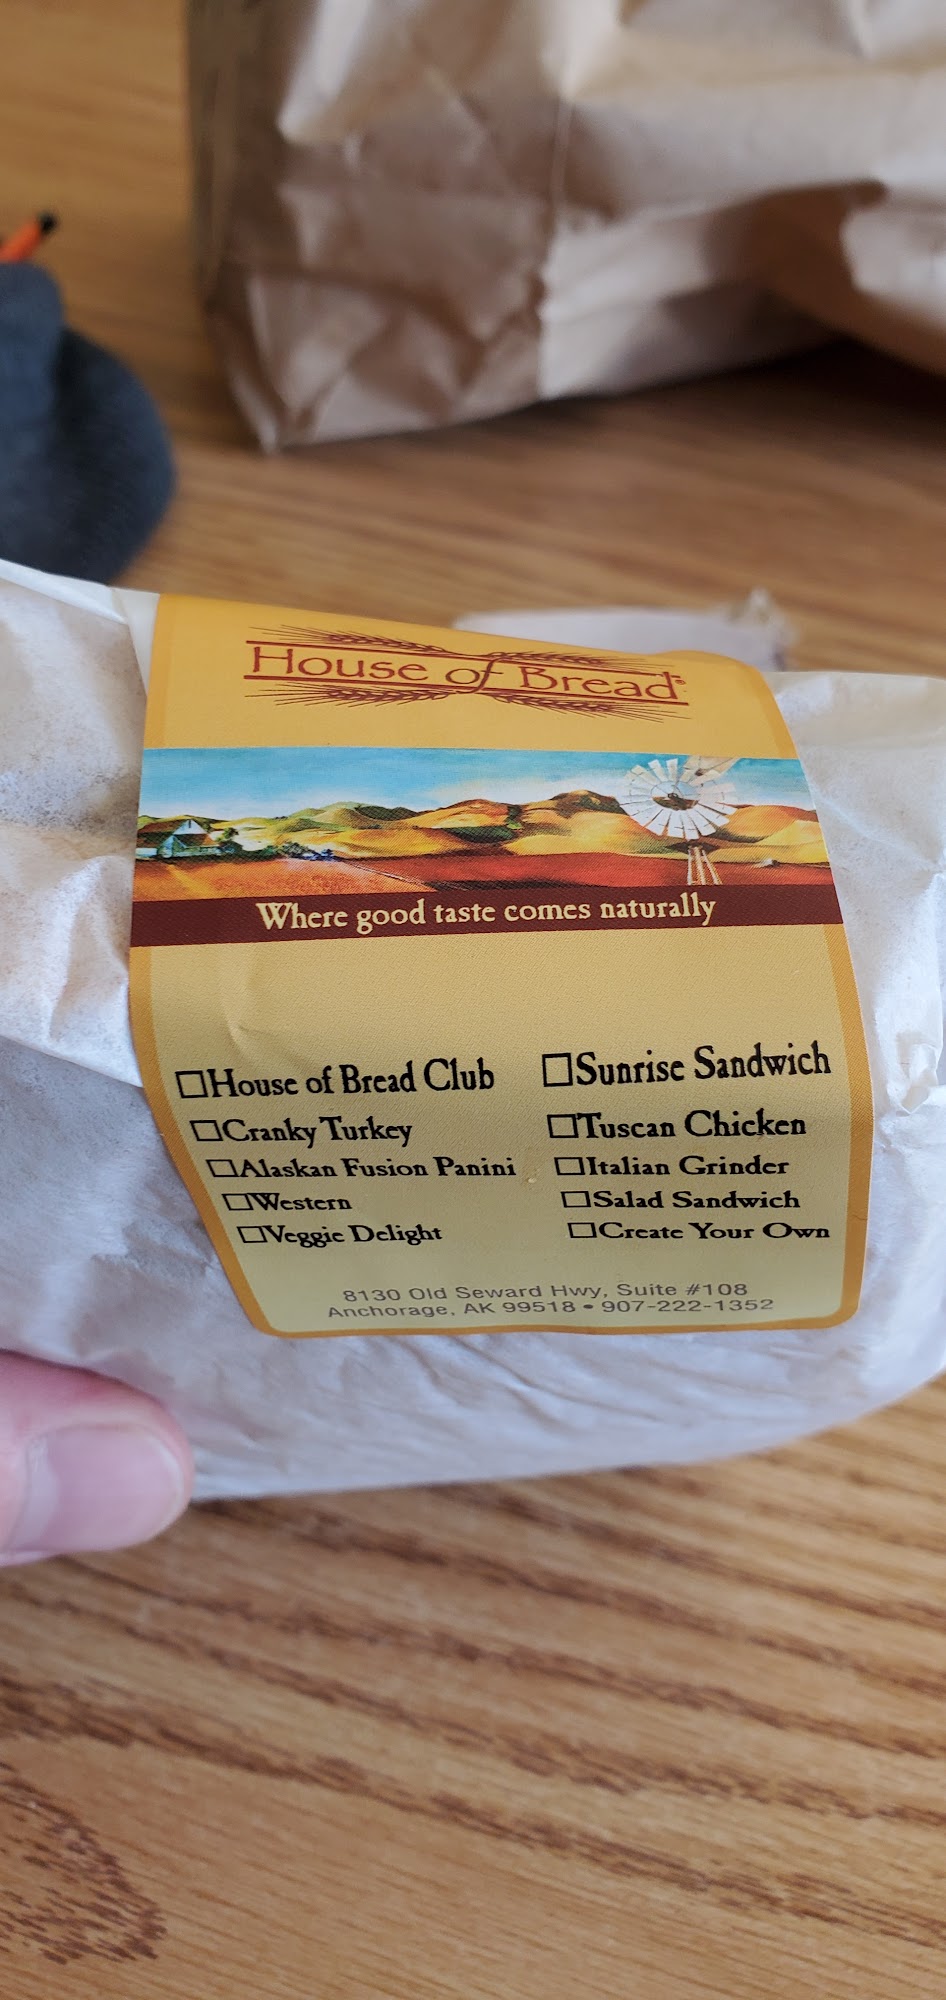 House of Bread®
Where good taste comes naturally
☐House of Bread Club
☐Cranky Turkey
☐Alaskan Fusion Panini
☐Western
☐Veggie Delight
☐Sunrise Sandwich
☐Tuscan Chicken
☐Italian Grinder
☐Salad Sandwich
☐Create Your Own
8130 Old Seward Hwy, Suite #108
Anchorage, AK 99518 • 907-222-1352